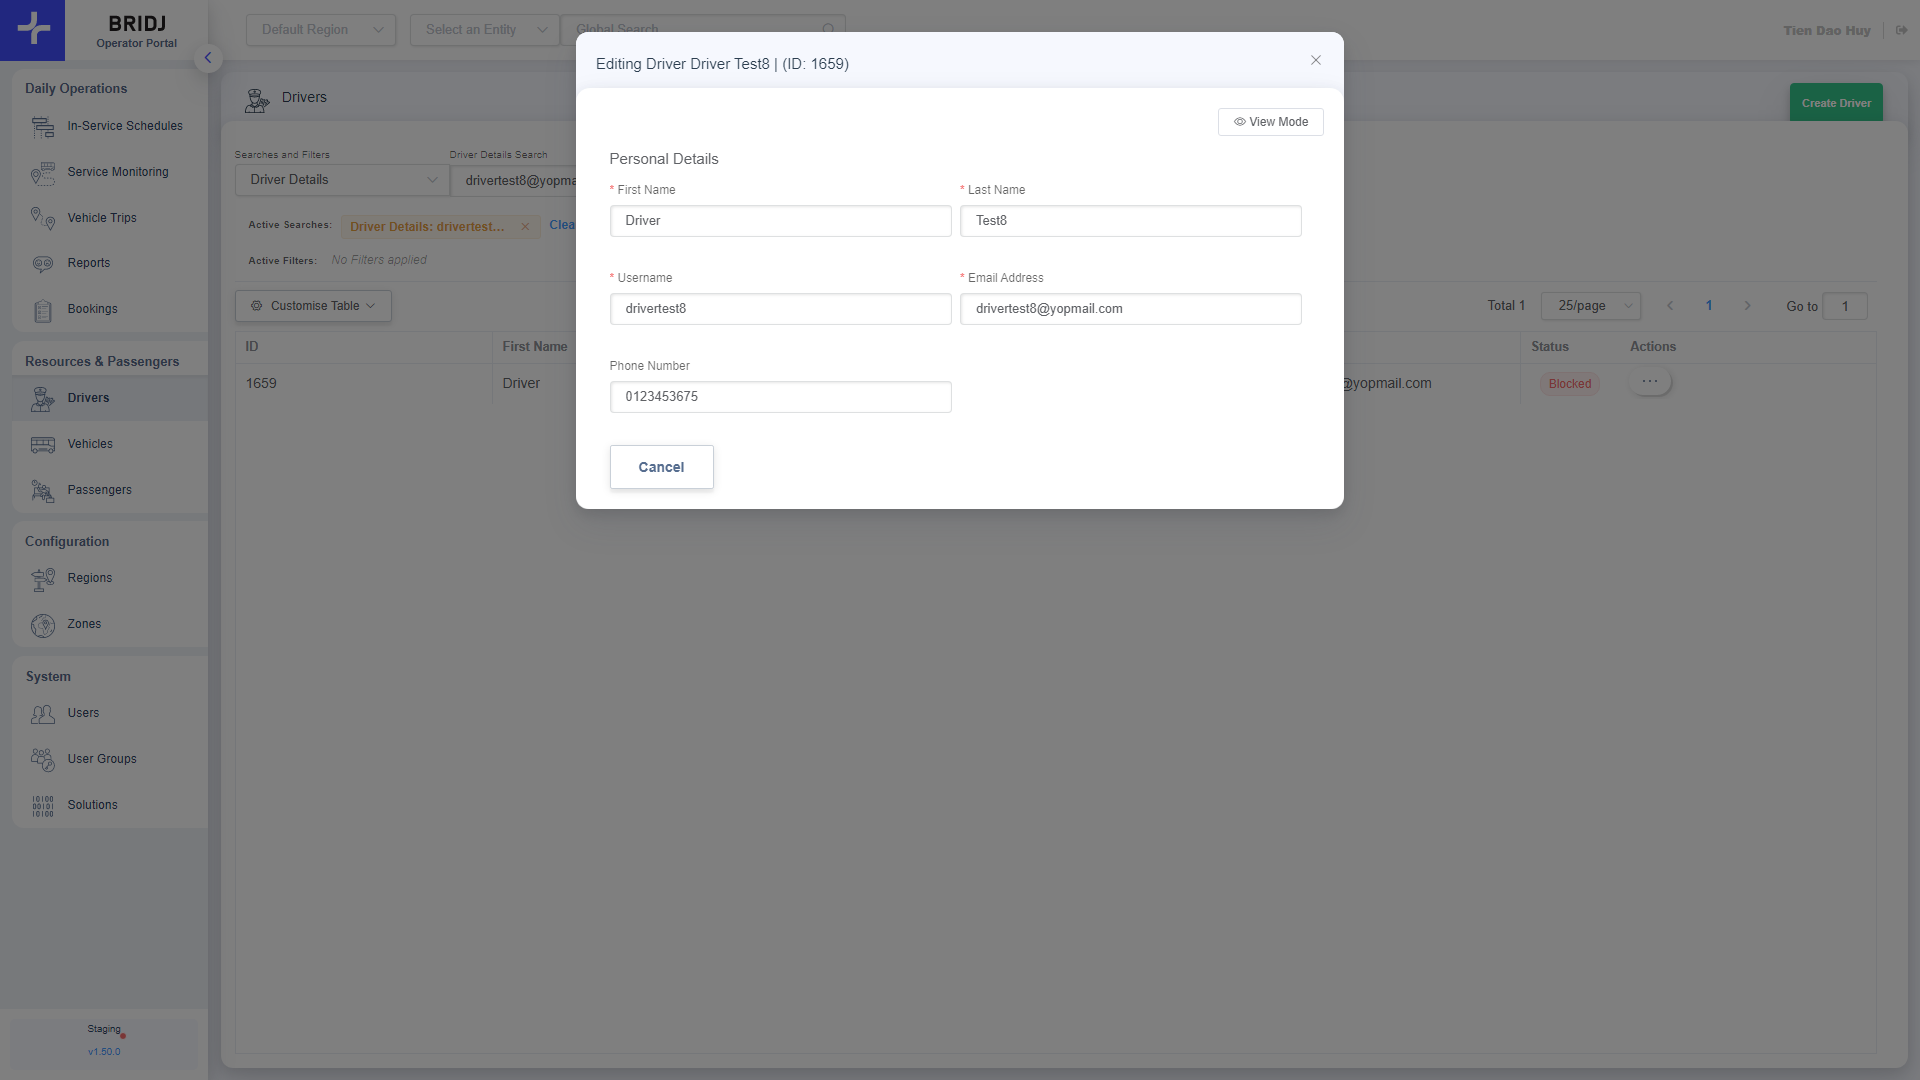 BRIDJ
Operator Portal
Default Region
Select an Entity
Global Search
Tien Dao Huy
Daily Operations
In-Service Schedules
Service Monitoring
Vehicle Trips
Reports
Bookings
Resources & Passengers
Drivers
Vehicles
Passengers
Configuration
Regions
Zones
System
Users
User Groups
Solutions
Staging
v1.50.0
Drivers
Create Driver
Searches and Filters
Driver Details
Driver Details Search
drivertest8@yopma
Active Searches:
Driver Details: drivertest...
Clea
Active Filters:
No Filters applied
Customise Table
Total 1
25/page
1
Go to
1
ID
First Name
Status
Actions
1659
Driver
@yopmail.com
Blocked
Editing Driver Driver Test8 | (ID: 1659)
View Mode
Personal Details
* First Name
* Last Name
Driver
Test8
* Username
* Email Address
drivertest8
drivertest8@yopmail.com
Phone Number
0123453675
Cancel